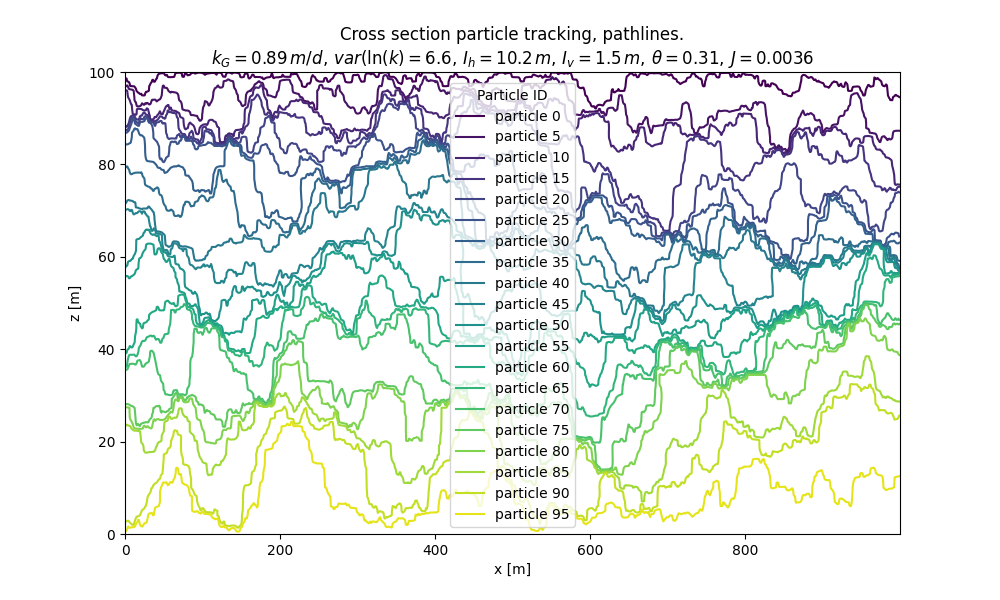 Cross section particle tracking, pathlines.
k_G = 0.89 m/d, var(ln(k) = 6.6, I_h = 10.2 m, I_v = 1.5 m, θ = 0.31, J = 0.0036
100
80
60
40
20
0
z [m]
Particle ID
particle 0
particle 5
particle 10
particle 15
particle 20
particle 25
particle 30
particle 35
particle 40
particle 45
particle 50
particle 55
particle 60
particle 65
particle 70
particle 75
particle 80
particle 85
particle 90
particle 95
0 200 400 600 800
x [m]